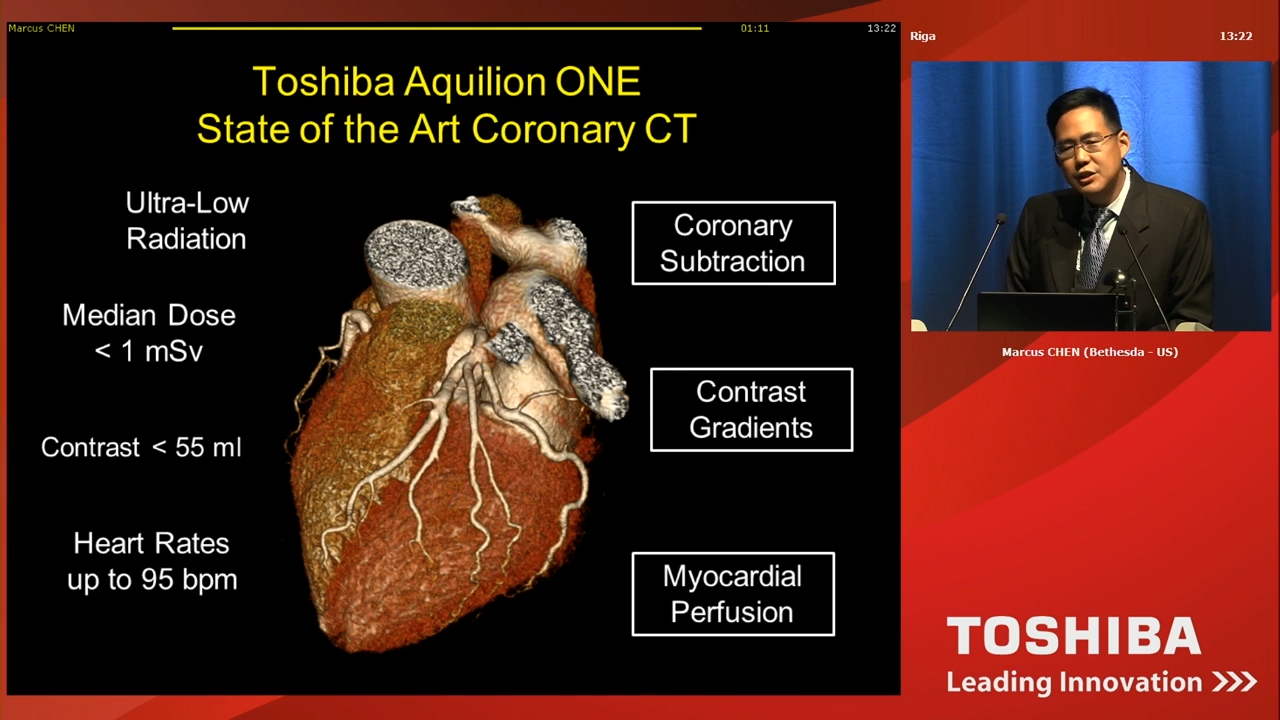 Marcus CHEN
01:11
13:22
Toshiba Aquilion ONE
State of the Art Coronary CT
Ultra-Low
Radiation
Median Dose
< 1 mSv
Contrast < 55 ml
Heart Rates
up to 95 bpm
Coronary
Subtraction
Contrast
Gradients
Myocardial
Perfusion
Riga
13:22
Marcus CHEN (Bethesda - US)
TOSHIBA
Leading Innovation >>>